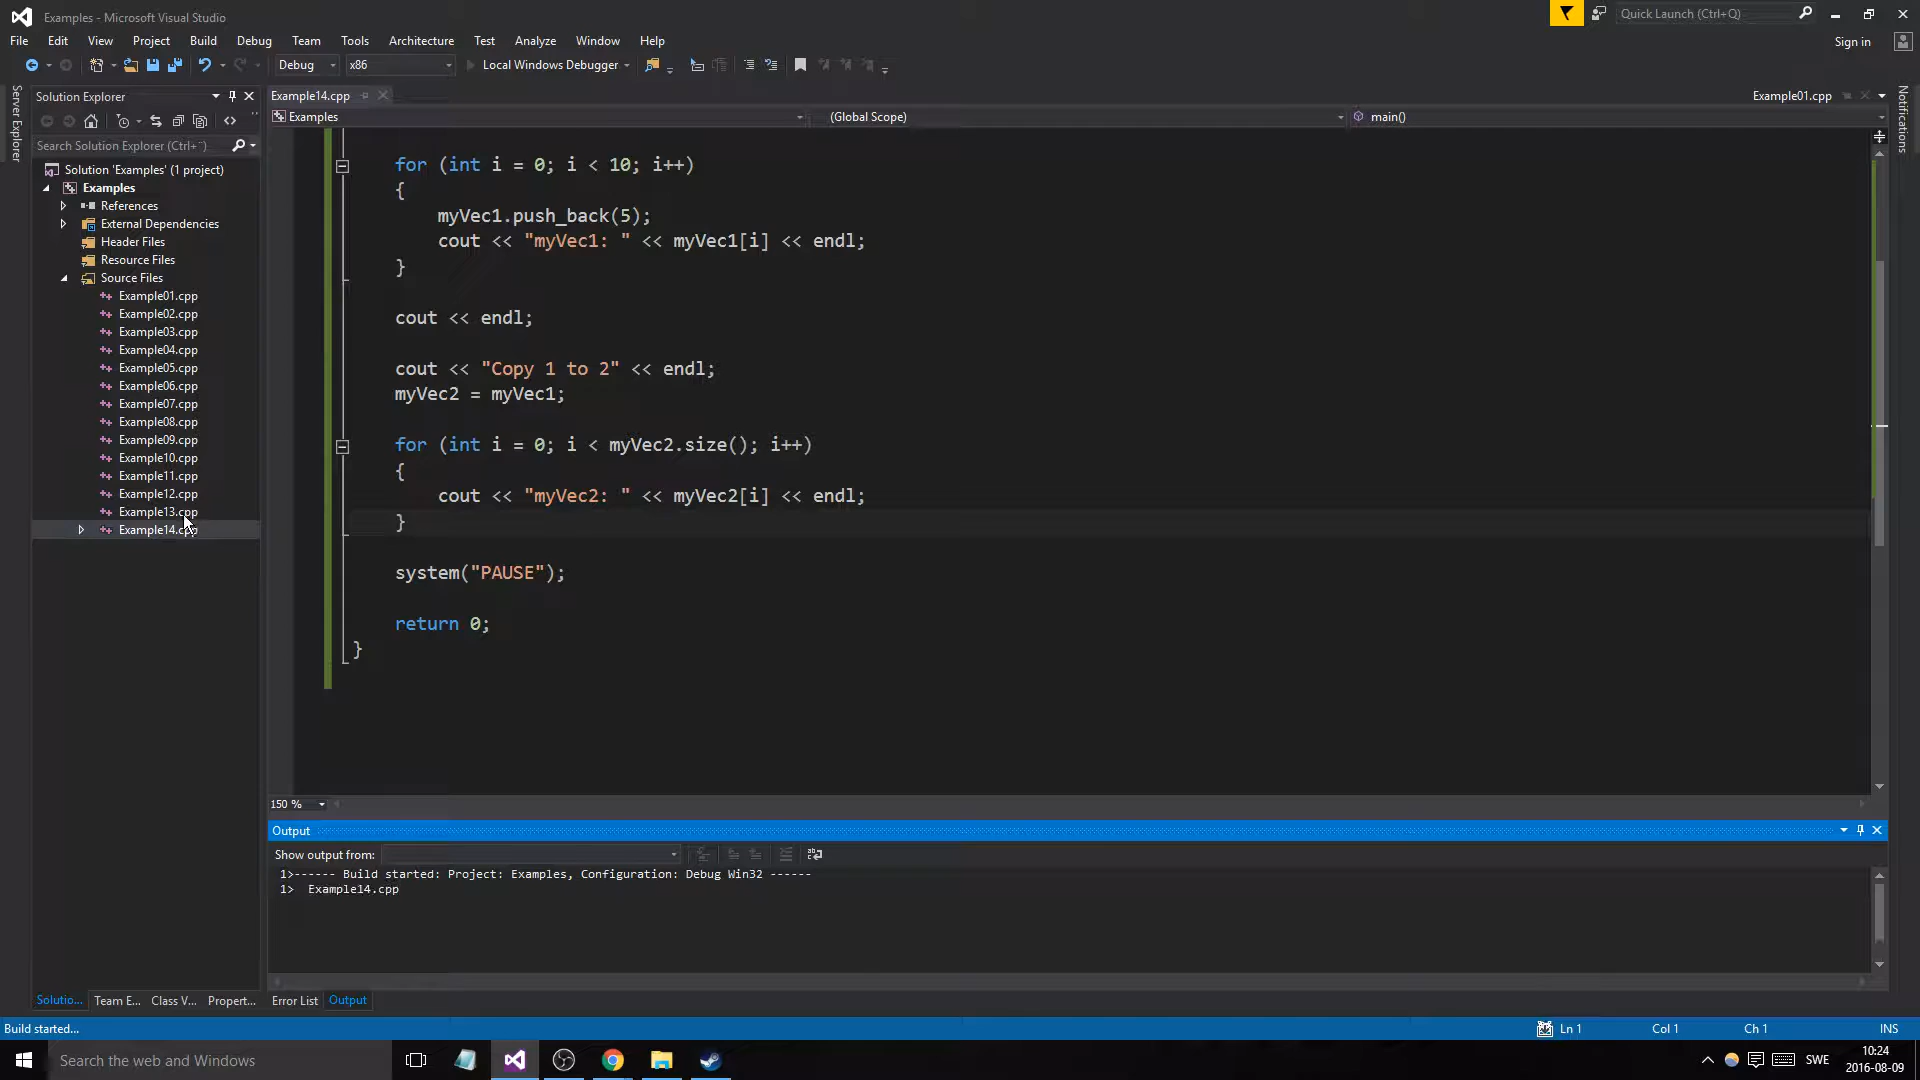 Examples - Microsoft Visual Studio
Quick Launch (Ctrl+Q)
File Edit View Project Build Debug Team Tools Architecture Test Analyze Window Help
Sign in
Debug x86 Local Windows Debugger
Server Explorer
Solution Explorer
Search Solution Explorer (Ctrl+¨)
Solution 'Examples' (1 project)
Examples
References
External Dependencies
Header Files
Resource Files
Source Files
Example01.cpp
Example02.cpp
Example03.cpp
Example04.cpp
Example05.cpp
Example06.cpp
Example07.cpp
Example08.cpp
Example09.cpp
Example10.cpp
Example11.cpp
Example12.cpp
Example13.cpp
Example14.cpp
Example14.cpp
Example01.cpp
Notifications
Examples (Global Scope) main()
for (int i = 0; i < 10; i++)
{
myVec1.push_back(5);
cout << "myVec1: " << myVec1[i] << endl;
}
cout << endl;
cout << "Copy 1 to 2" << endl;
myVec2 = myVec1;
for (int i = 0; i < myVec2.size(); i++)
{
cout << "myVec2: " << myVec2[i] << endl;
}
system("PAUSE");
return 0;
}
150 %
Output
Show output from:
1>------ Build started: Project: Examples, Configuration: Debug Win32 ------
1> Example14.cpp
Solutio... Team E... Class V... Propert... Error List Output
Build started... Ln 1 Col 1 Ch 1 INS
Search the web and Windows
SWE
10:24
2016-08-09